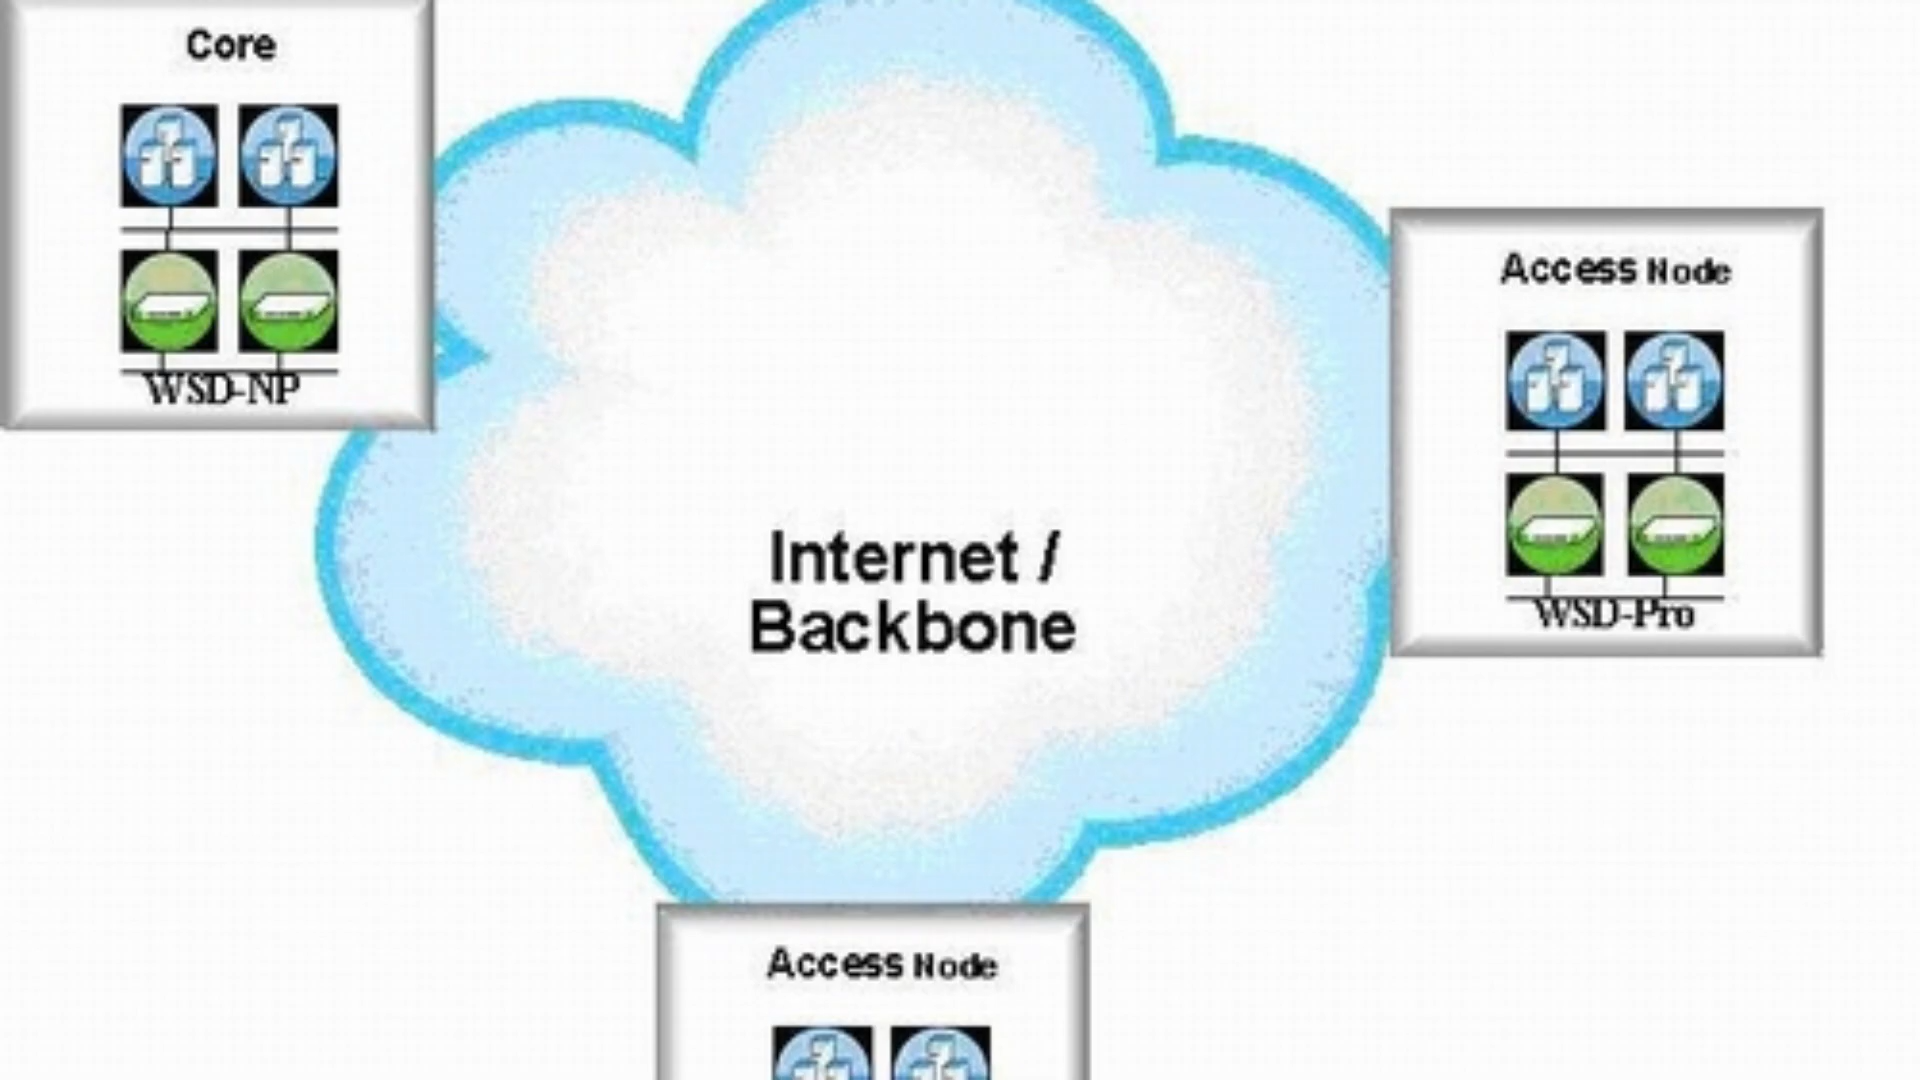 Core
WSD-NP
Access Node
WSD-Pro
Internet /
Backbone
Access Node